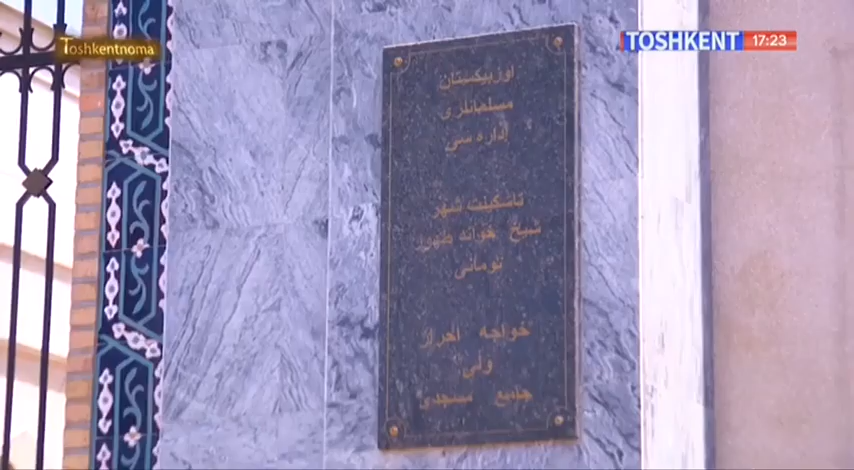 Toshkentnoma
TOSHKENT 17:23
اوزبیکستان
مسلمانلری
اداره سی
تاشکینت شهر
شیخ خوانه طهور
تومانی
خواجه احرار
ولی
جامع مسجدی